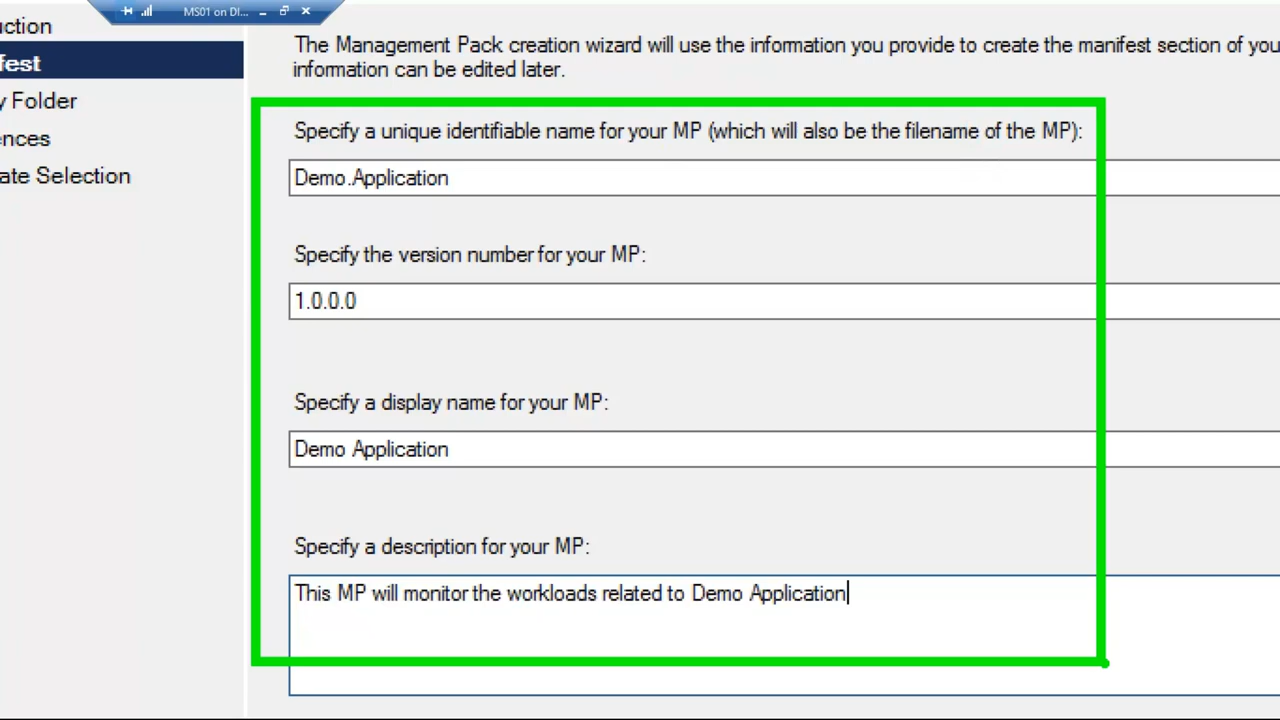 MS01 on DI...
uction
fest
y Folder
ences
ate Selection
The Management Pack creation wizard will use the information you provide to create the manifest section of you
information can be edited later.
Specify a unique identifiable name for your MP (which will also be the filename of the MP):
Demo.Application
Specify the version number for your MP:
1.0.0.0
Specify a display name for your MP:
Demo Application
Specify a description for your MP:
This MP will monitor the workloads related to Demo Application